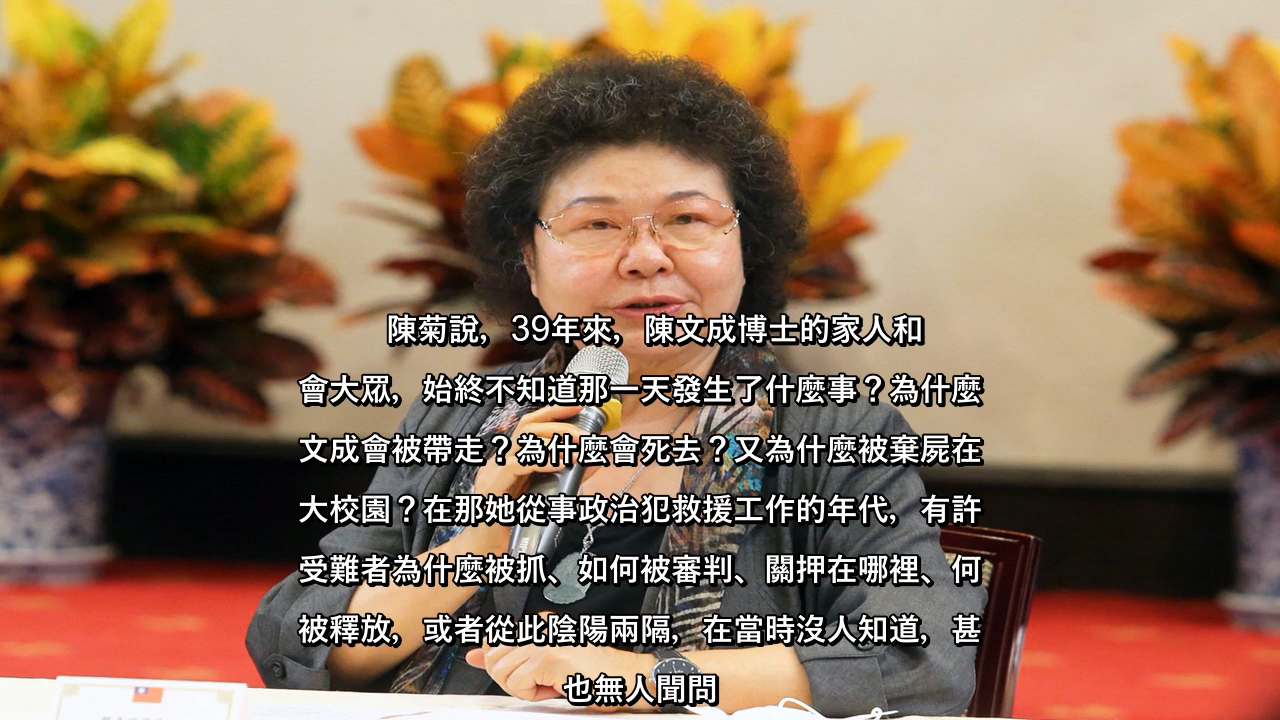 陳菊說，39年來，陳文成博士的家人和
會大眾，始終不知道那一天發生了什麼事？為什麼
文成會被帶走？為什麼會死去？又為什麼被棄屍在
大校園？在那她從事政治犯救援工作的年代，有許
受難者為什麼被抓、如何被審判、關押在哪裡、何
被釋放，或者從此陰陽兩隔，在當時沒人知道，甚
也無人聞問